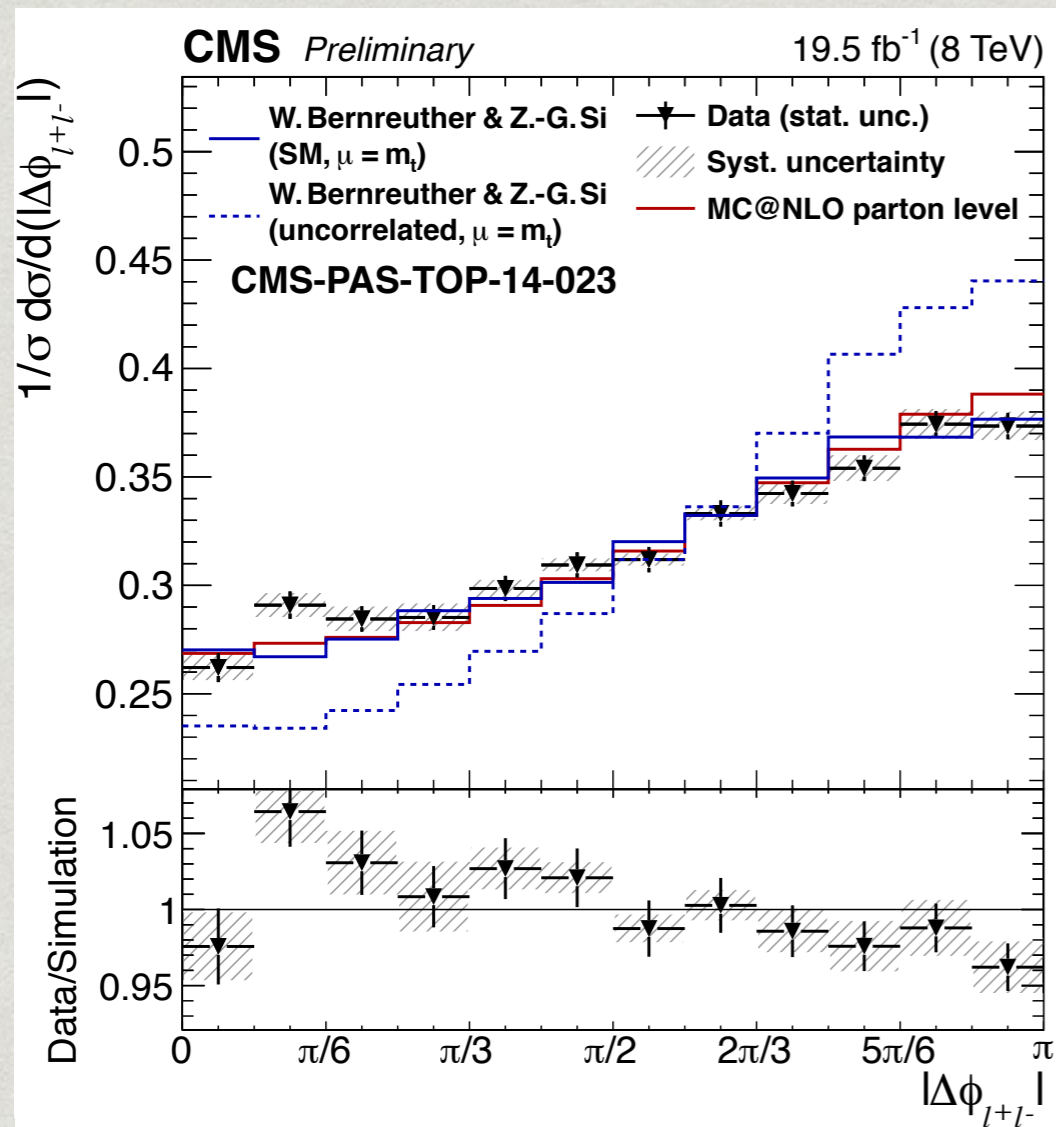 CMS Preliminary 19.5 fb⁻¹ (8 TeV)
1/σ dσ/d(|Δϕ_{l+l-}|)
W. Bernreuther & Z.-G. Si
(SM, μ = mₜ)
W. Bernreuther & Z.-G. Si
(uncorrelated, μ = mₜ)
Data (stat. unc.)
Syst. uncertainty
MC@NLO parton level
CMS-PAS-TOP-14-023
0.5
0.45
0.4
0.35
0.3
0.25
Data/Simulation
1.05
1
0.95
0 π/6 π/3 π/2 2π/3 5π/6 π
|Δϕ_{l+l-}|